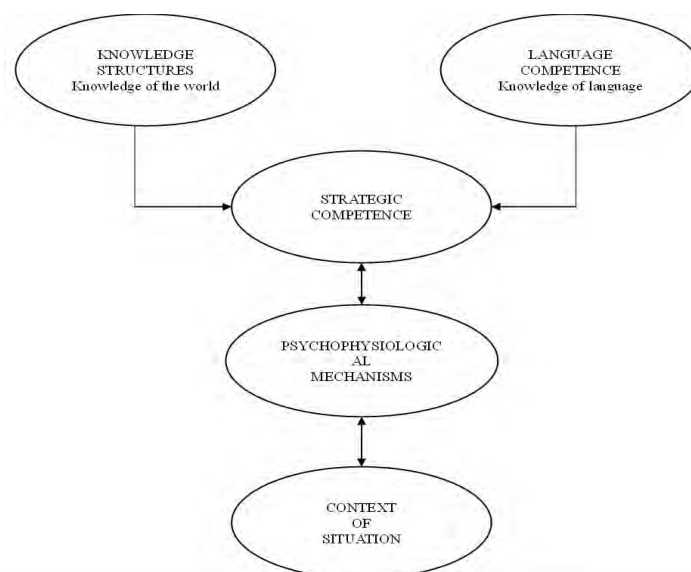 KNOWLEDGE
STRUCTURES
Knowledge of the world
LANGUAGE
COMPETENCE
Knowledge of language
STRATEGIC
COMPETENCE
PSYCHOPHYSIOLOGIC
AL
MECHANISMS
CONTEXT
OF
SITUATION